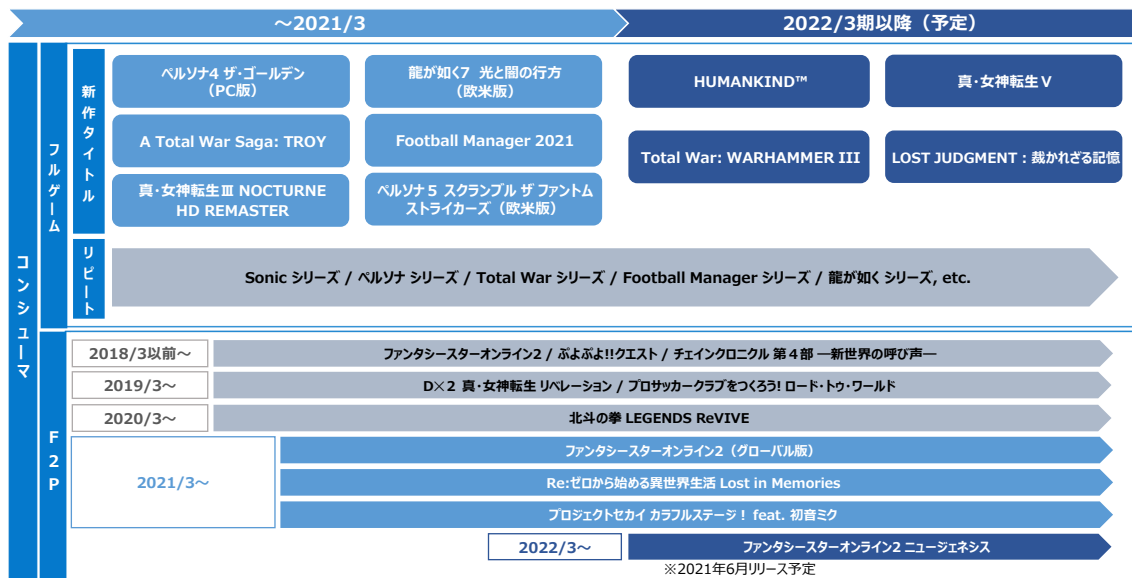 ～2021/3
2022/3期以降（予定）
コンシューマ
フルゲーム
新作タイトル
ペルソナ4 ザ・ゴールデン
（PC版）
龍が如く7 光と闇の行方
（欧米版）
HUMANKIND™
真・女神転生Ⅴ
A Total War Saga: TROY
Football Manager 2021
Total War: WARHAMMER III
LOST JUDGMENT：裁かれざる記憶
真・女神転生Ⅲ NOCTURNE
HD REMASTER
ペルソナ５ スクランブル ザ ファントム
ストライカーズ（欧米版）
リピート
Sonic シリーズ / ペルソナ シリーズ / Total War シリーズ / Football Manager シリーズ / 龍が如く シリーズ, etc.
F2P
2018/3以前～
ファンタシースターオンライン2 / ぷよぷよ!!クエスト / チェインクロニクル 第４部 ―新世界の呼び声―
2019/3～
D×２ 真・女神転生 リベレーション / プロサッカークラブをつくろう! ロード・トゥ・ワールド
2020/3～
北斗の拳 LEGENDS ReVIVE
2021/3～
ファンタシースターオンライン2（グローバル版）
Re:ゼロから始める異世界生活 Lost in Memories
プロジェクトセカイ カラフルステージ！ feat. 初音ミク
2022/3～
ファンタシースターオンライン2 ニュージェネシス
※2021年6月リリース予定